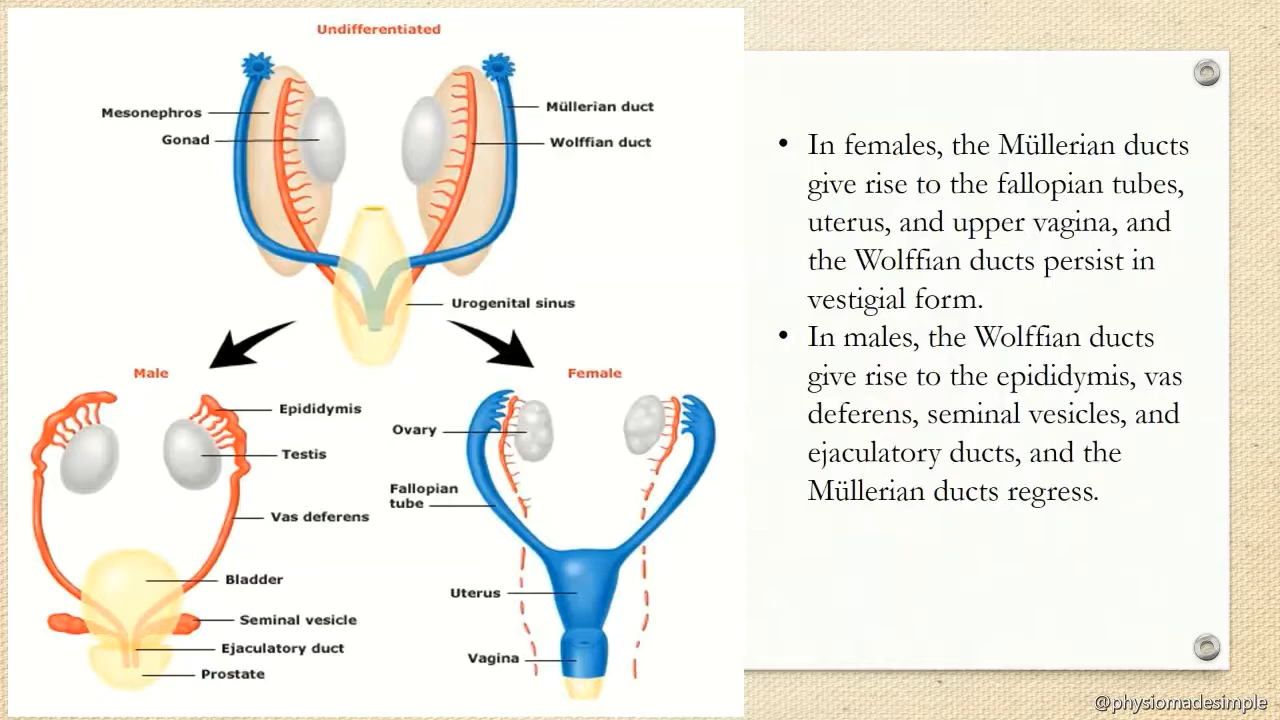 Undifferentiated
Mesonephros
Gonad
Müllerian duct
Wolffian duct
Urogenital sinus
Male
Epididymis
Testis
Vas deferens
Bladder
Seminal vesicle
Ejaculatory duct
Prostate
Female
Ovary
Fallopian
tube
Uterus
Vagina
• In females, the Müllerian ducts
give rise to the fallopian tubes,
uterus, and upper vagina, and
the Wolffian ducts persist in
vestigial form.
• In males, the Wolffian ducts
give rise to the epididymis, vas
deferens, seminal vesicles, and
ejaculatory ducts, and the
Müllerian ducts regress.
@physiomadesimple